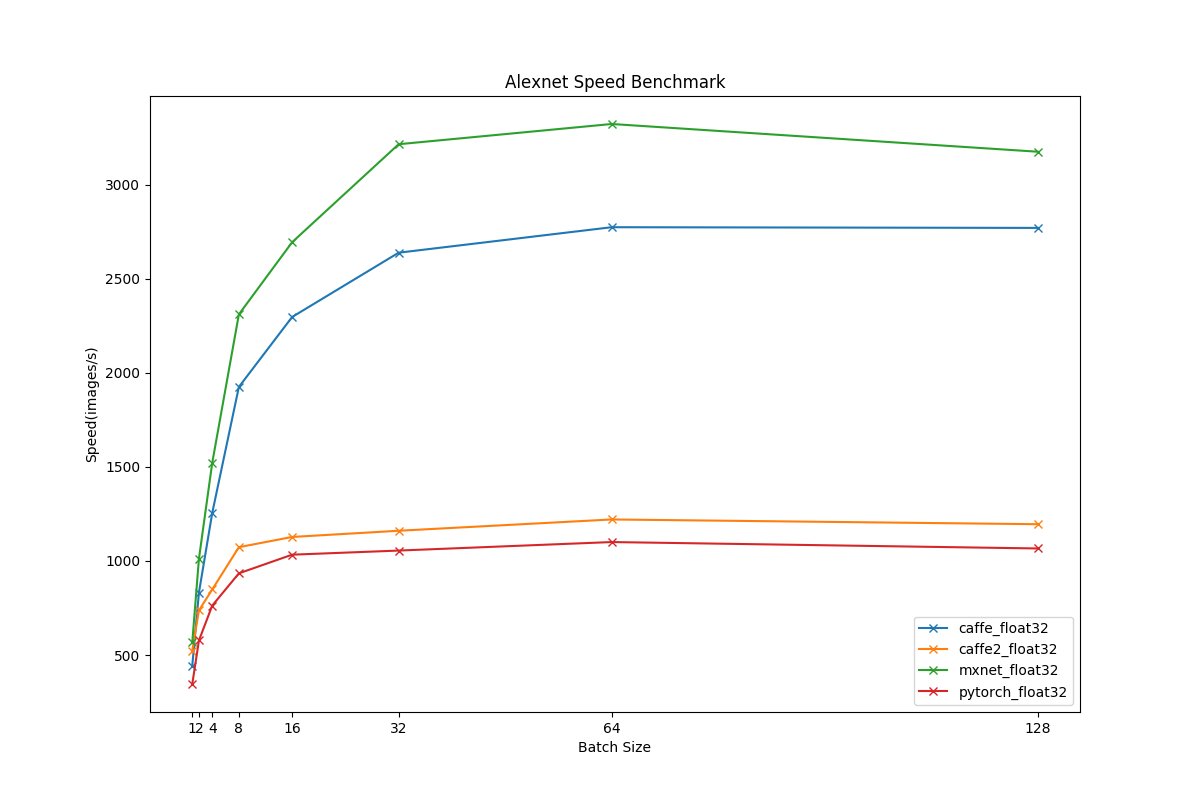 Alexnet Speed Benchmark
Speed(images/s)
3000
2500
2000
1500
1000
500
1 2 4 8 16 32 64 128
Batch Size
caffe_float32
caffe2_float32
mxnet_float32
pytorch_float32